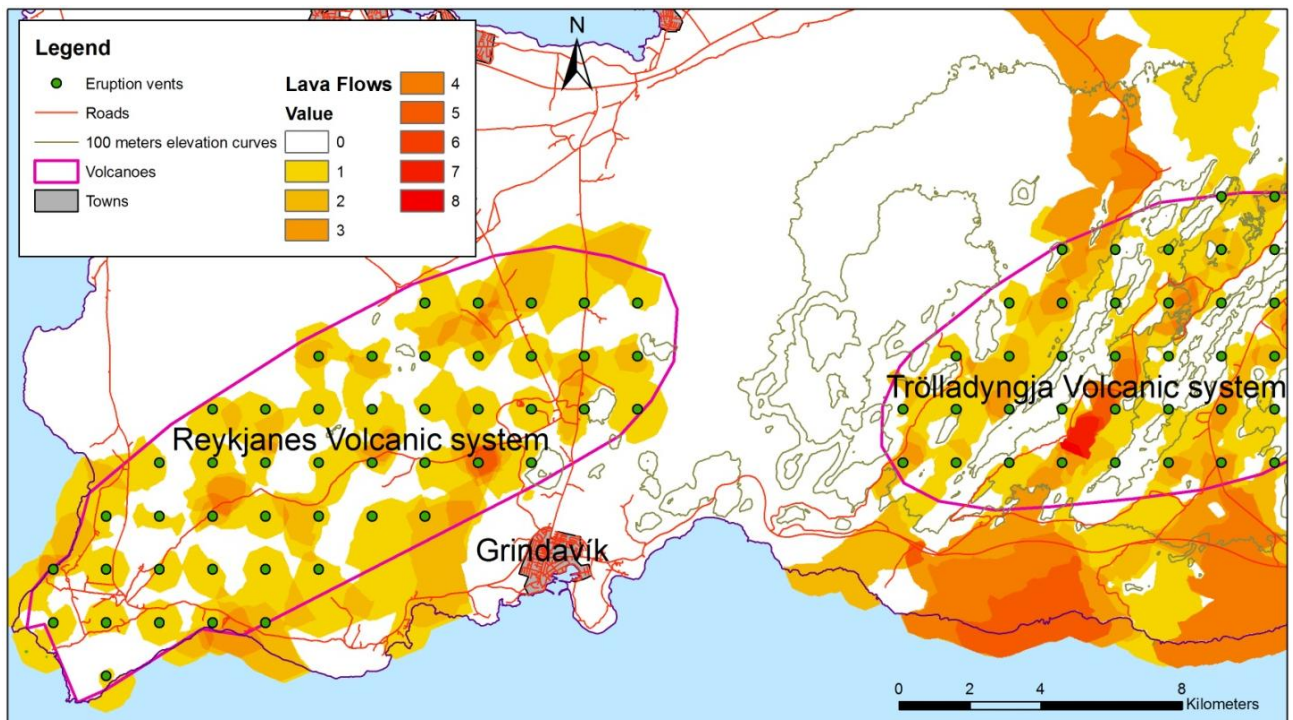 Legend
Eruption vents
Roads
100 meters elevation curves
Volcanoes
Towns
Lava Flows
Value
0
1
2
3
4
5
6
7
8
N
Trölladyngja Volcanic system
Reykjanes Volcanic system
Grindavík
0 2 4 8
Kilometers